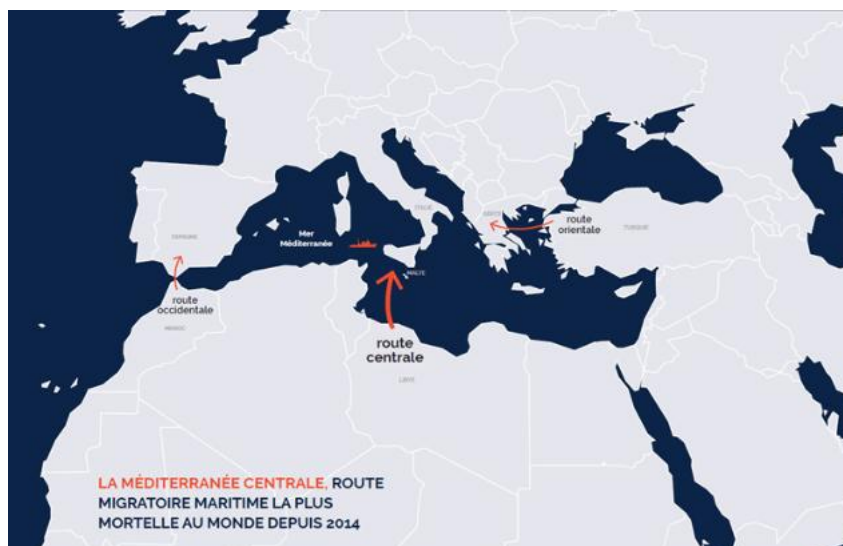 ITALIE
GRÈCE
route
orientale
TURQUIE
ESPAGNE
Mer
Méditerranée
MALTE
route
occidentale
MAROC
route
centrale
LIBYE
LA MÉDITERRANÉE CENTRALE, ROUTE
MIGRATOIRE MARITIME LA PLUS
MORTELLE AU MONDE DEPUIS 2014